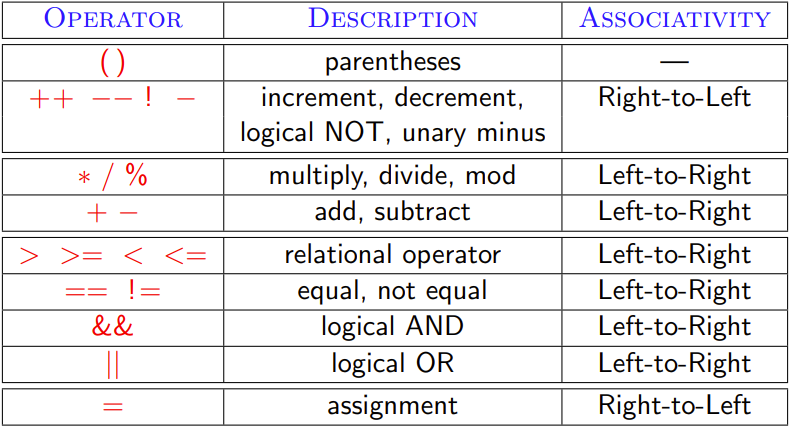 OPERATOR DESCRIPTION ASSOCIATIVITY
( ) parentheses —
++ −− ! − increment, decrement, Right-to-Left
logical NOT, unary minus
* / % multiply, divide, mod Left-to-Right
+ − add, subtract Left-to-Right
> >= < <= relational operator Left-to-Right
== != equal, not equal Left-to-Right
&& logical AND Left-to-Right
|| logical OR Left-to-Right
= assignment Right-to-Left